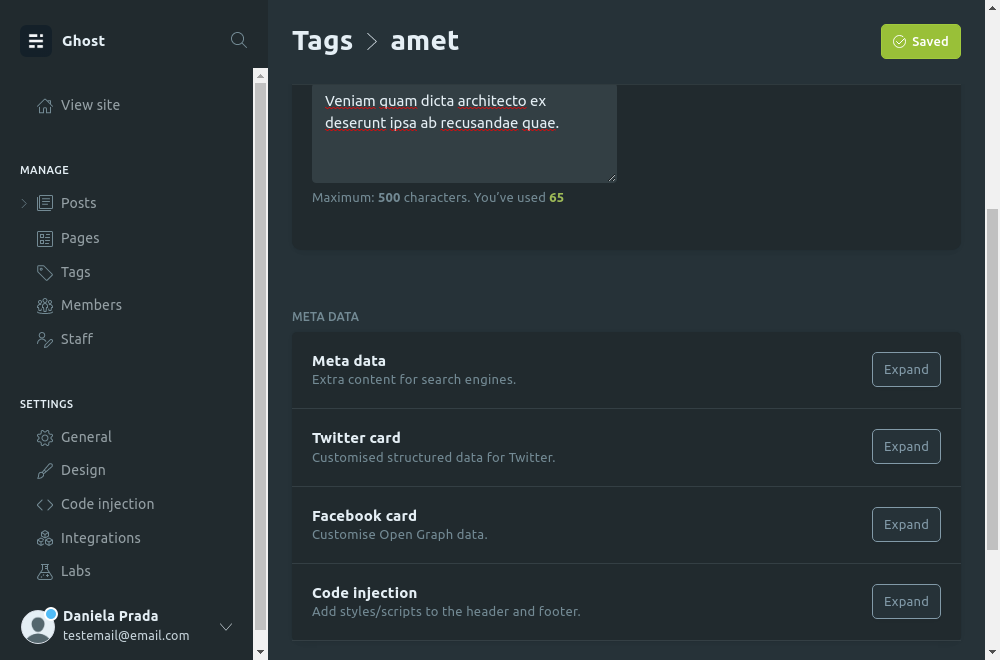 Ghost
View site
MANAGE
Posts
Pages
Tags
Members
Staff
SETTINGS
General
Design
Code injection
Integrations
Labs
Daniela Prada
testemail@email.com
Tags > amet
Saved
Veniam quam dicta architecto ex
deserunt ipsa ab recusandae quae.
Maximum: 500 characters. You've used 65
META DATA
Meta data
Extra content for search engines.
Expand
Twitter card
Customised structured data for Twitter.
Expand
Facebook card
Customise Open Graph data.
Expand
Code injection
Add styles/scripts to the header and footer.
Expand